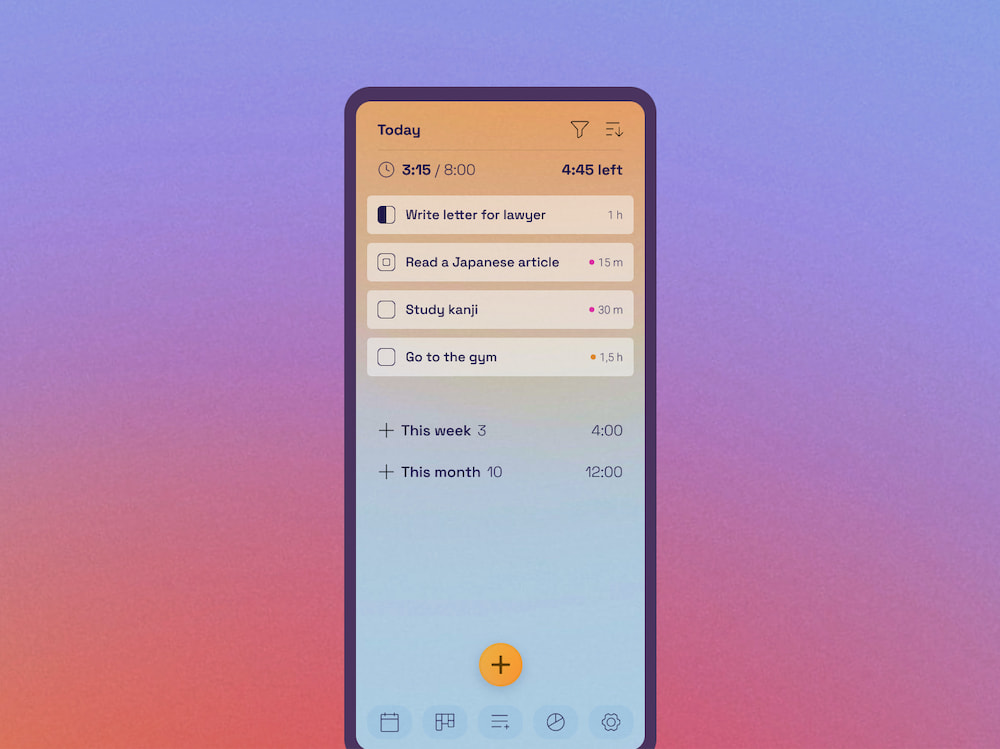 Today
3:15 / 8:00 4:45 left
Write letter for lawyer 1 h
Read a Japanese article 15 m
Study kanji 30 m
Go to the gym 1,5 h
This week 3 4:00
This month 10 12:00